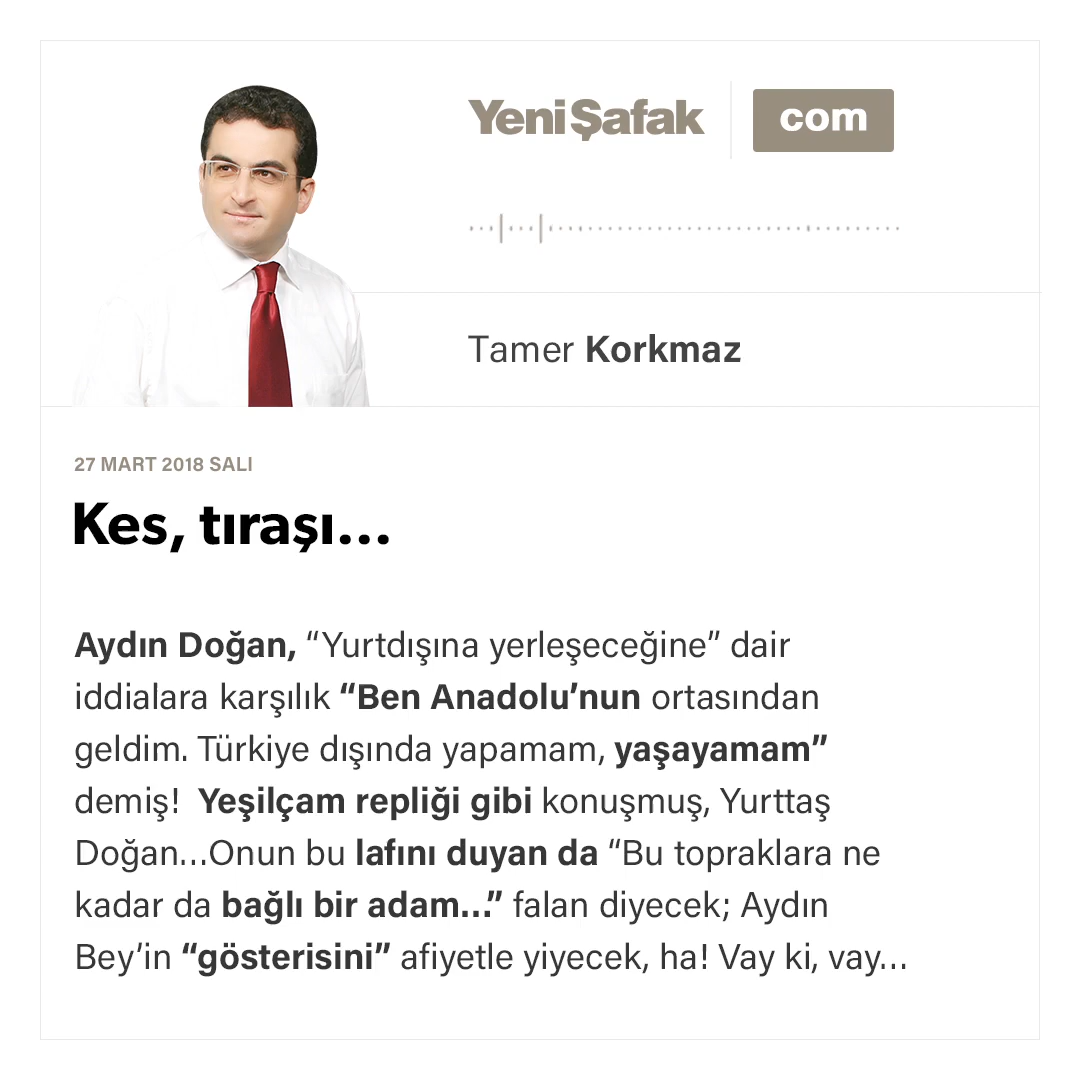 YeniŞafak
com
Tamer Korkmaz
27 MART 2018 SALI
Kes, tıraşı...
Aydın Doğan, “Yurtdışına yerleşeceğine” dair
iddialara karşılık “Ben Anadolu’nun ortasından
geldim. Türkiye dışında yapamam, yaşayamam”
demiş! Yeşilçam repliği gibi konuşmuş, Yurttaş
Doğan...Onun bu lafını duyan da “Bu topraklara ne
kadar da bağlı bir adam...” falan diyecek; Aydın
Bey’in “gösterisini” afiyetle yiyecek, ha! Vay ki, vay...